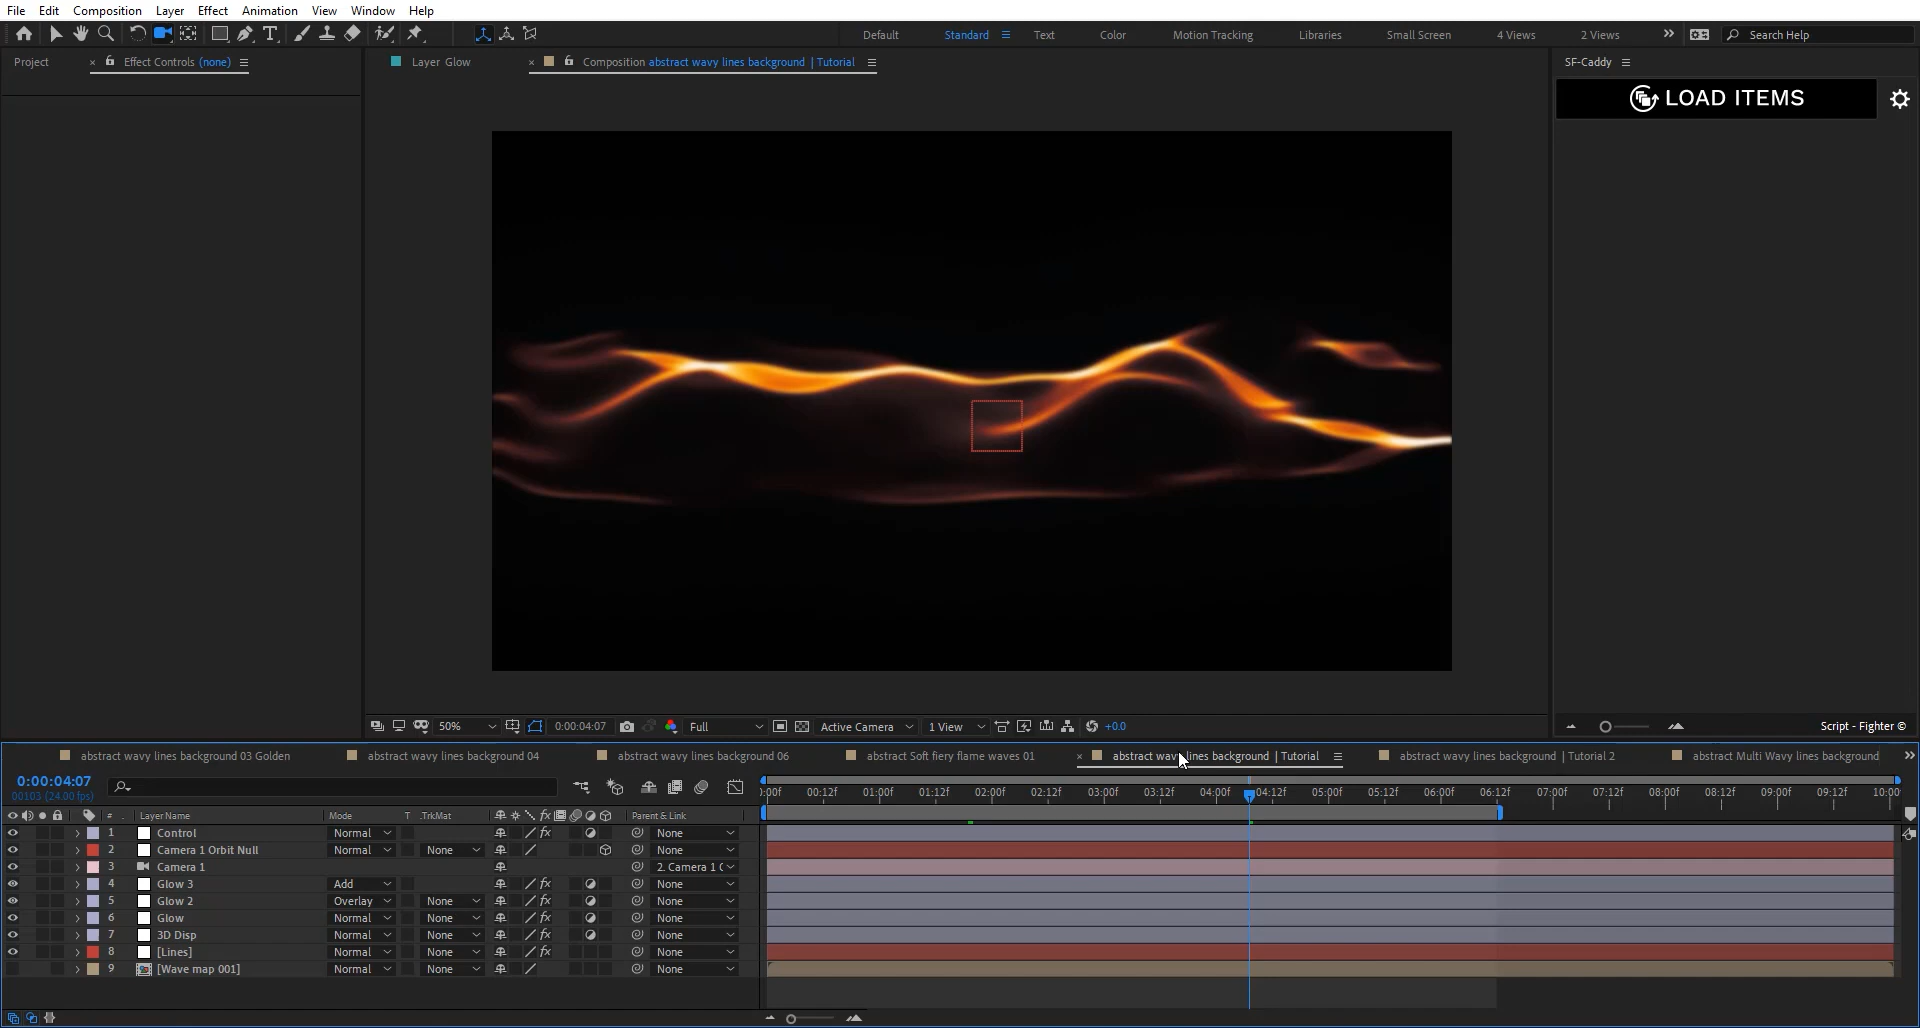 File Edit Composition Layer Effect Animation View Window Help
Default Standard Text Color Motion Tracking Libraries Small Screen 4 Views 2 Views Search Help
Project Effect Controls (none) Layer Glow Composition abstract wavy lines background | Tutorial SF-Caddy
LOAD ITEMS
50% 0:00:04:07 Full Active Camera 1 View +0.0 Script - Fighter ©
abstract wavy lines background 03 Golden abstract wavy lines background 04 abstract wavy lines background 06 abstract Soft fiery flame waves 01 abstract wavy lines background | Tutorial abstract wavy lines background | Tutorial 2 abstract Multi Wavy lines background
0:00:04:07
00103 (24.00 fps)
:00f 00:12f 01:00f 01:12f 02:00f 02:12f 03:00f 03:12f 04:00f 04:12f 05:00f 05:12f 06:00f 06:12f 07:00f 07:12f 08:00f 08:12f 09:00f 09:12f 10:00
# Layer Name Mode T .TrkMat fx Parent & Link
1 Control Normal fx None
2 Camera 1 Orbit Null Normal None None
3 Camera 1 2. Camera 1 C
4 Glow 3 Add fx None
5 Glow 2 Overlay None fx None
6 Glow Normal None fx None
7 3D Disp Normal None fx None
8 [Lines] Normal None fx None
9 [Wave map 001] Normal None None